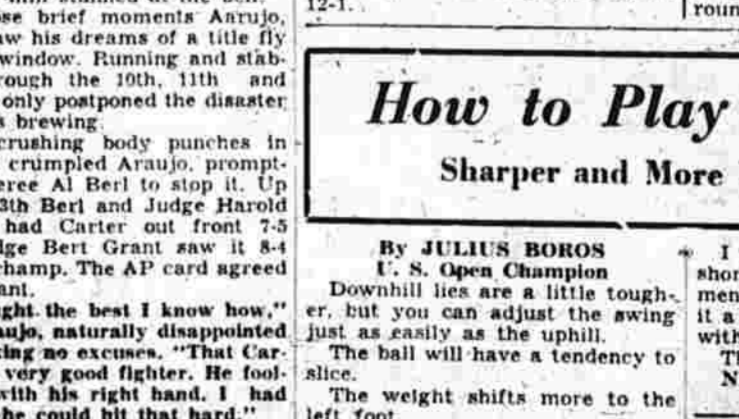 se brief moments Aarujo,
w his dreams of a title fly
window. Running and stab-
rough the 10th, 11th and
only postponed the disaster
s brewing.
crushing body punches in
crumpled Araujo, prompt-
eree Al Berl to stop it. Up
3th Berl and Judge Harold
had Carter out front 7-5
dge Bert Grant saw it 8-4
champ. The AP card agreed
ant.
ght the best I know how,"
aujo, naturally disappointed
king no excuses. "That Car-
very good fighter. He fool-
with his right hand. I had
he could hit that hard."
12-1.
How to Play
Sharper and More
By JULIUS BOROS
U. S. Open Champion
Downhill lies are a little tough-
er, but you can adjust the swing
just as easily as the uphill.
The ball will have a tendency to
slice.
The weight shifts more to the
left foot
roun
I
shor
men
it a
with
T
N